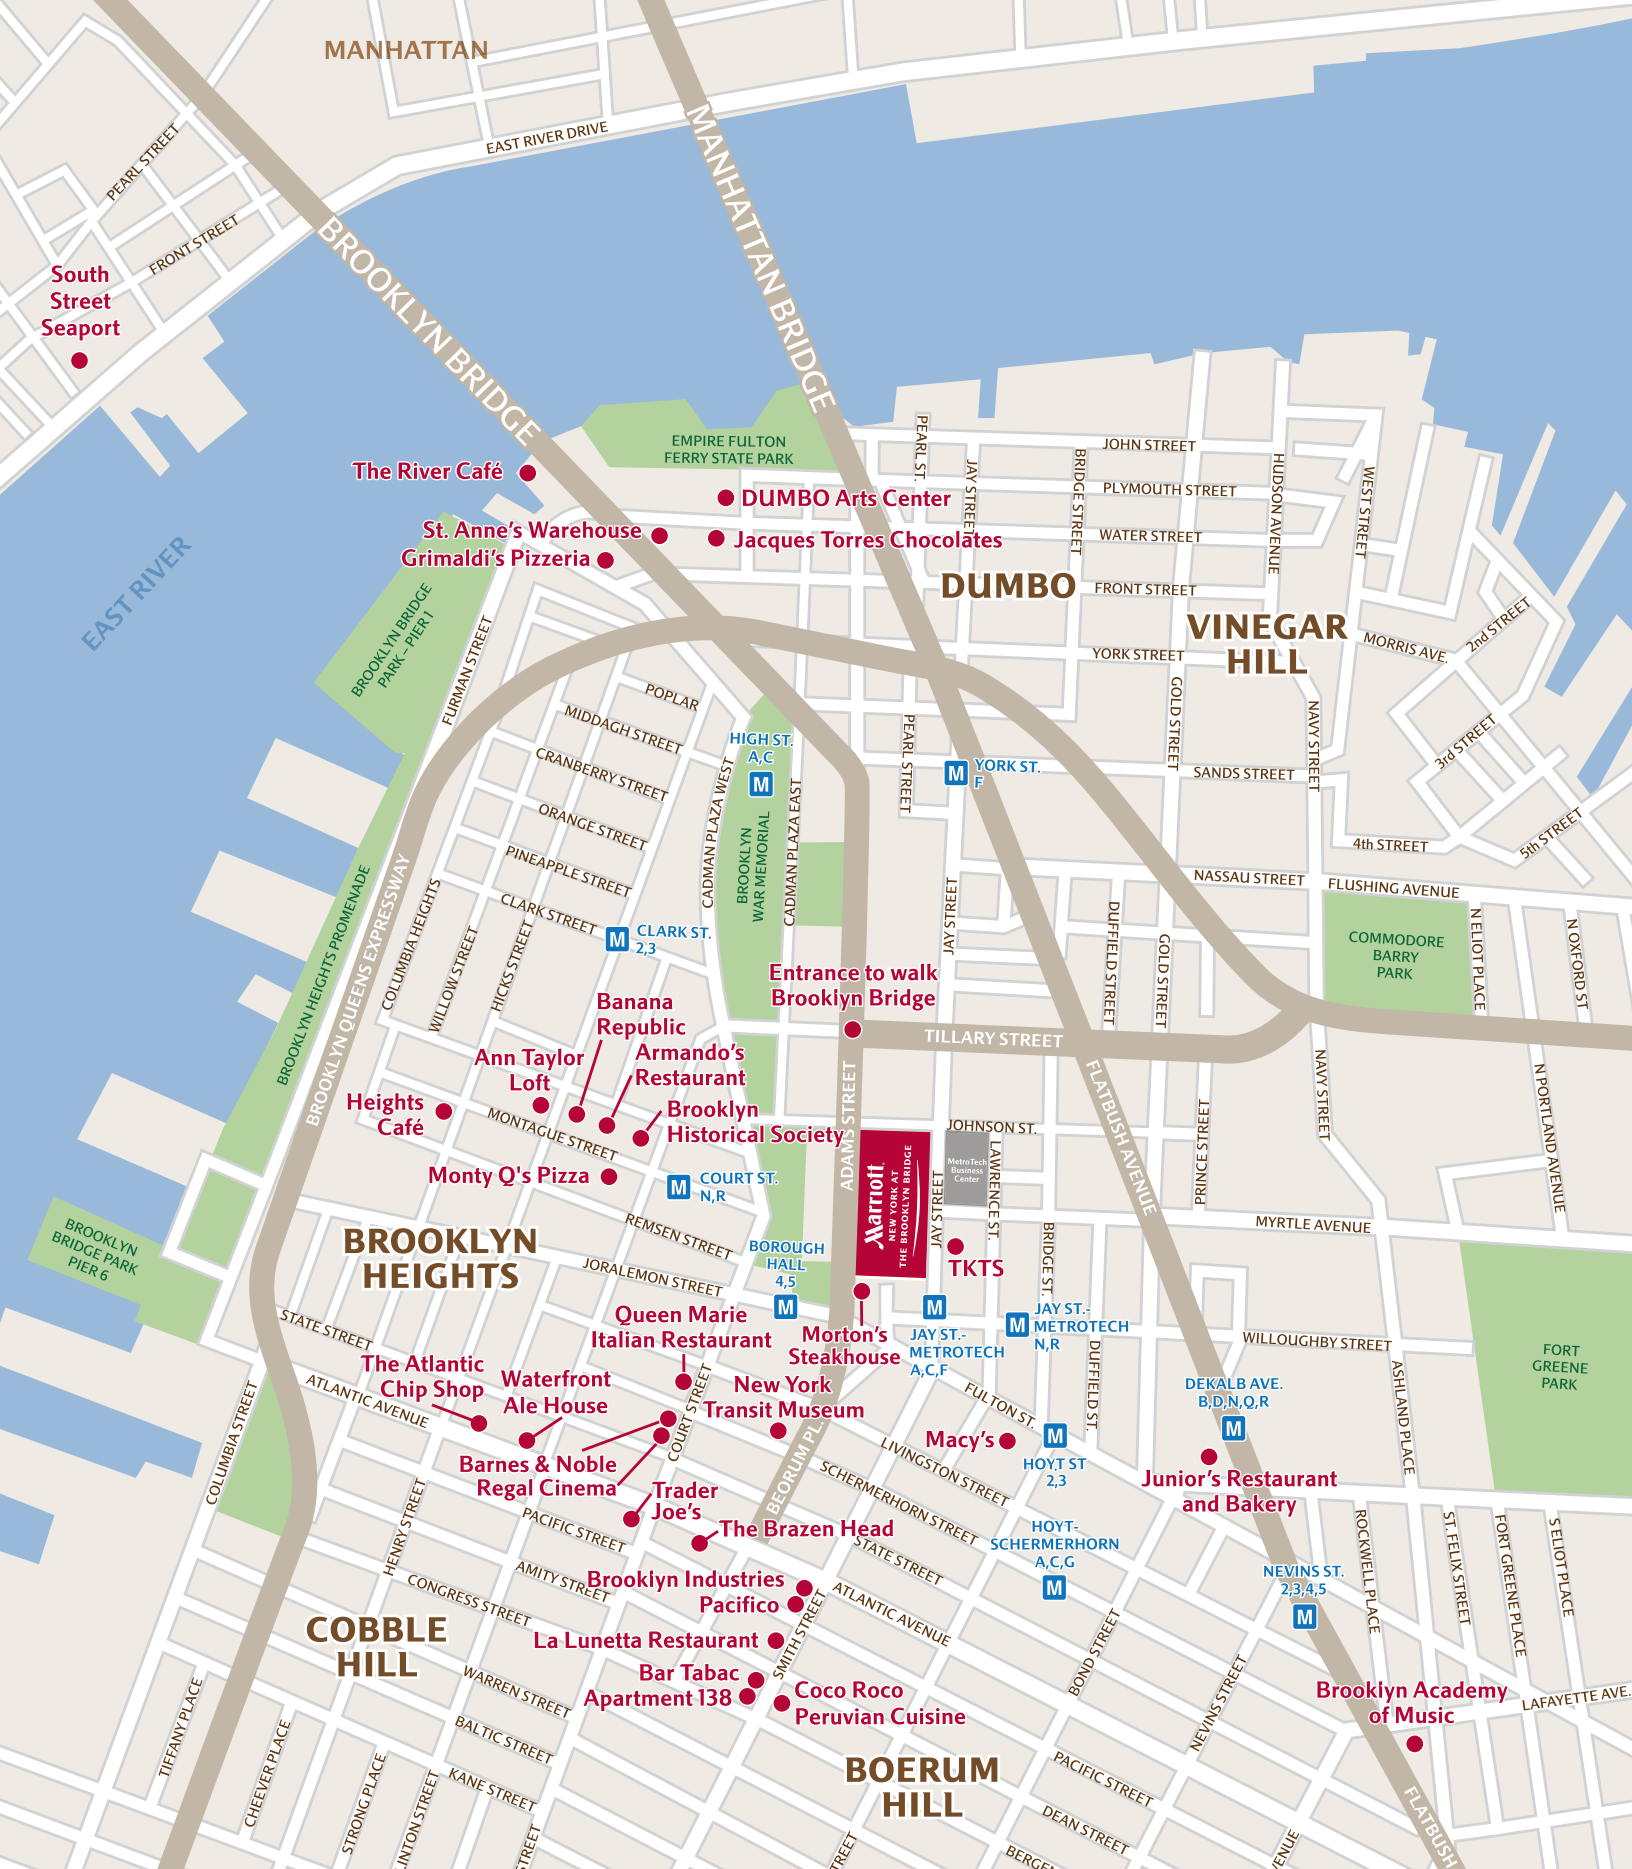 MANHATTAN
EAST RIVER DRIVE
PEARL STREET
FRONT STREET
MANHATTAN BRIDGE
BROOKLYN BRIDGE
South
Street
Seaport
EAST RIVER
EMPIRE FULTON
FERRY STATE PARK
The River Café
DUMBO Arts Center
St. Anne's Warehouse
Jacques Torres Chocolates
Grimaldi's Pizzeria
PEARL ST.
JAY STREET
BRIDGE STREET
JOHN STREET
PLYMOUTH STREET
WATER STREET
FRONT STREET
HUDSON AVENUE
WEST STREET
DUMBO
VINEGAR
HILL
YORK STREET
MORRIS AVE.
2nd STREET
3rd STREET
4th STREET
5th STREET
BROOKLYN BRIDGE
PARK – PIER 1
FURMAN STREET
POPLAR
MIDDAGH STREET
CRANBERRY STREET
ORANGE STREET
PINEAPPLE STREET
CLARK STREET
HIGH ST.
A,C
M
CADMAN PLAZA WEST
BROOKLYN
WAR MEMORIAL
CADMAN PLAZA EAST
PEARL STREET
M
YORK ST.
F
GOLD STREET
SANDS STREET
NAVY STREET
NASSAU STREET
FLUSHING AVENUE
COMMODORE
BARRY
PARK
N ELIOT PLACE
N OXFORD ST
BROOKLYN HEIGHTS PROMENADE
BROOKLYN QUEENS EXPRESSWAY
COLUMBIA HEIGHTS
WILLOW STREET
HICKS STREET
M
CLARK ST.
2,3
JAY STREET
DUFFIELD STREET
GOLD STREET
Entrance to walk
Brooklyn Bridge
TILLARY STREET
Banana
Republic
Armando's
Restaurant
Ann Taylor
Loft
Heights
Café
Brooklyn
Historical Society
MONTAGUE STREET
Monty Q's Pizza
M
COURT ST.
N,R
ADAMS STREET
Marriott
NEW YORK AT
THE BROOKLYN BRIDGE
JOHNSON ST.
MetroTech
Business
Center
JAY STREET
LAWRENCE ST.
FLATBUSH AVENUE
PRINCE STREET
NAVY STREET
N PORTLAND AVENUE
MYRTLE AVENUE
BROOKLYN
BRIDGE PARK
PIER 6
BROOKLYN
HEIGHTS
REMSEN STREET
JORALEMON STREET
BOROUGH
HALL
4,5
M
TKTS
BRIDGE ST.
STATE STREET
Queen Marie
Italian Restaurant
Morton's
Steakhouse
M
JAY ST.-
METROTECH
A,C,F
M
JAY ST.-
METROTECH
N,R
DUFFIELD ST.
WILLOUGHBY STREET
FORT
GREENE
PARK
The Atlantic
Chip Shop
Waterfront
Ale House
New York
Transit Museum
COLUMBIA STREET
ATLANTIC AVENUE
COURT STREET
FULTON ST.
DEKALB AVE.
B,D,N,Q,R
M
ASHLAND PLACE
Macy's
M
HOYT ST
2,3
Barnes & Noble
Regal Cinema
Junior's Restaurant
and Bakery
BEORUM PL.
LIVINGSTON STREET
SCHERMERHORN STREET
Trader
Joe's
The Brazen Head
HENRY STREET
PACIFIC STREET
STATE STREET
HOYT-
SCHERMERHORN
A,C,G
M
ROCKWELL PLACE
ST. FELIX STREET
FORT GREENE PLACE
S ELIOT PLACE
AMITY STREET
CONGRESS STREET
Brooklyn Industries
Pacifico
ATLANTIC AVENUE
NEVINS ST.
2,3,4,5
M
COBBLE
HILL
La Lunetta Restaurant
SMITH STREET
BOND STREET
NEVINS STREET
Bar Tabac
Apartment 138
Coco Roco
Peruvian Cuisine
Brooklyn Academy
of Music
LAFAYETTE AVE.
WARREN STREET
BALTIC STREET
KANE STREET
TIFFANY PLACE
CHEEVER PLACE
STRONG PLACE
LINTON STREET
STREET
BOERUM
HILL
PACIFIC STREET
DEAN STREET
BERGEN
REET
VENUE
FLATBUSH